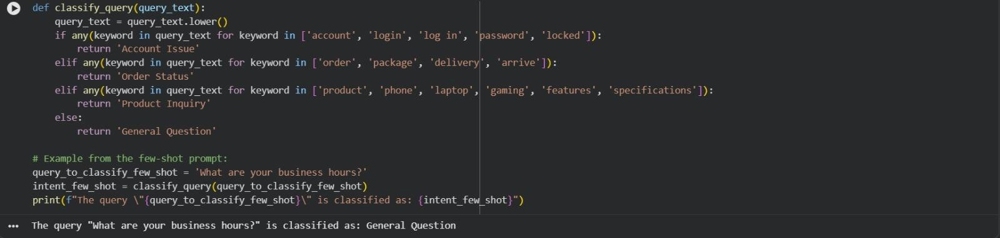 def classify_query(query_text):
    query_text = query_text.lower()
    if any(keyword in query_text for keyword in ['account', 'login', 'log in', 'password', 'locked']):
        return 'Account Issue'
    elif any(keyword in query_text for keyword in ['order', 'package', 'delivery', 'arrive']):
        return 'Order Status'
    elif any(keyword in query_text for keyword in ['product', 'phone', 'laptop', 'gaming', 'features', 'specifications']):
        return 'Product Inquiry'
    else:
        return 'General Question'
# Example from the few-shot prompt:
query_to_classify_few_shot = 'What are your business hours?'
intent_few_shot = classify_query(query_to_classify_few_shot)
print(f"The query \"{query_to_classify_few_shot}\" is classified as: {intent_few_shot}")
The query "What are your business hours?" is classified as: General Question